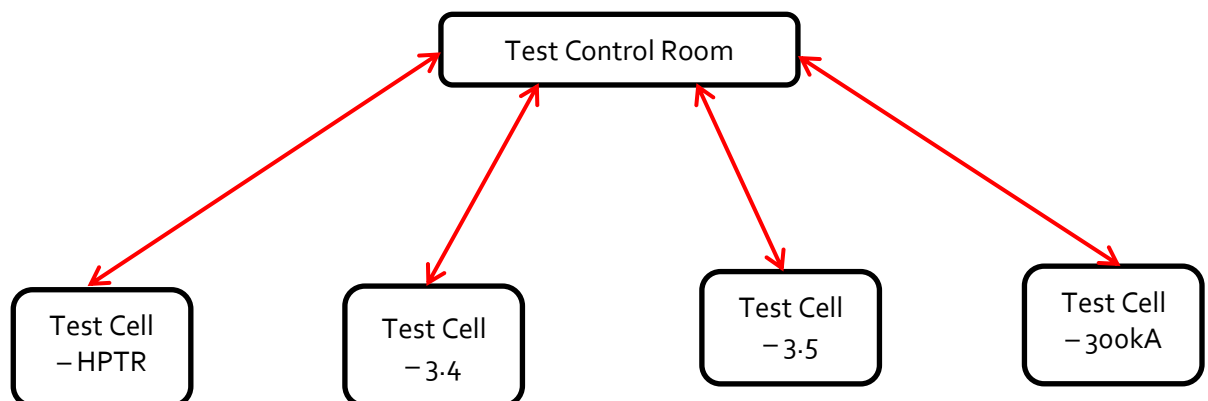 Test Control Room
Test Cell
– HPTR
Test Cell
– 3.4
Test Cell
– 3.5
Test Cell
– 300kA